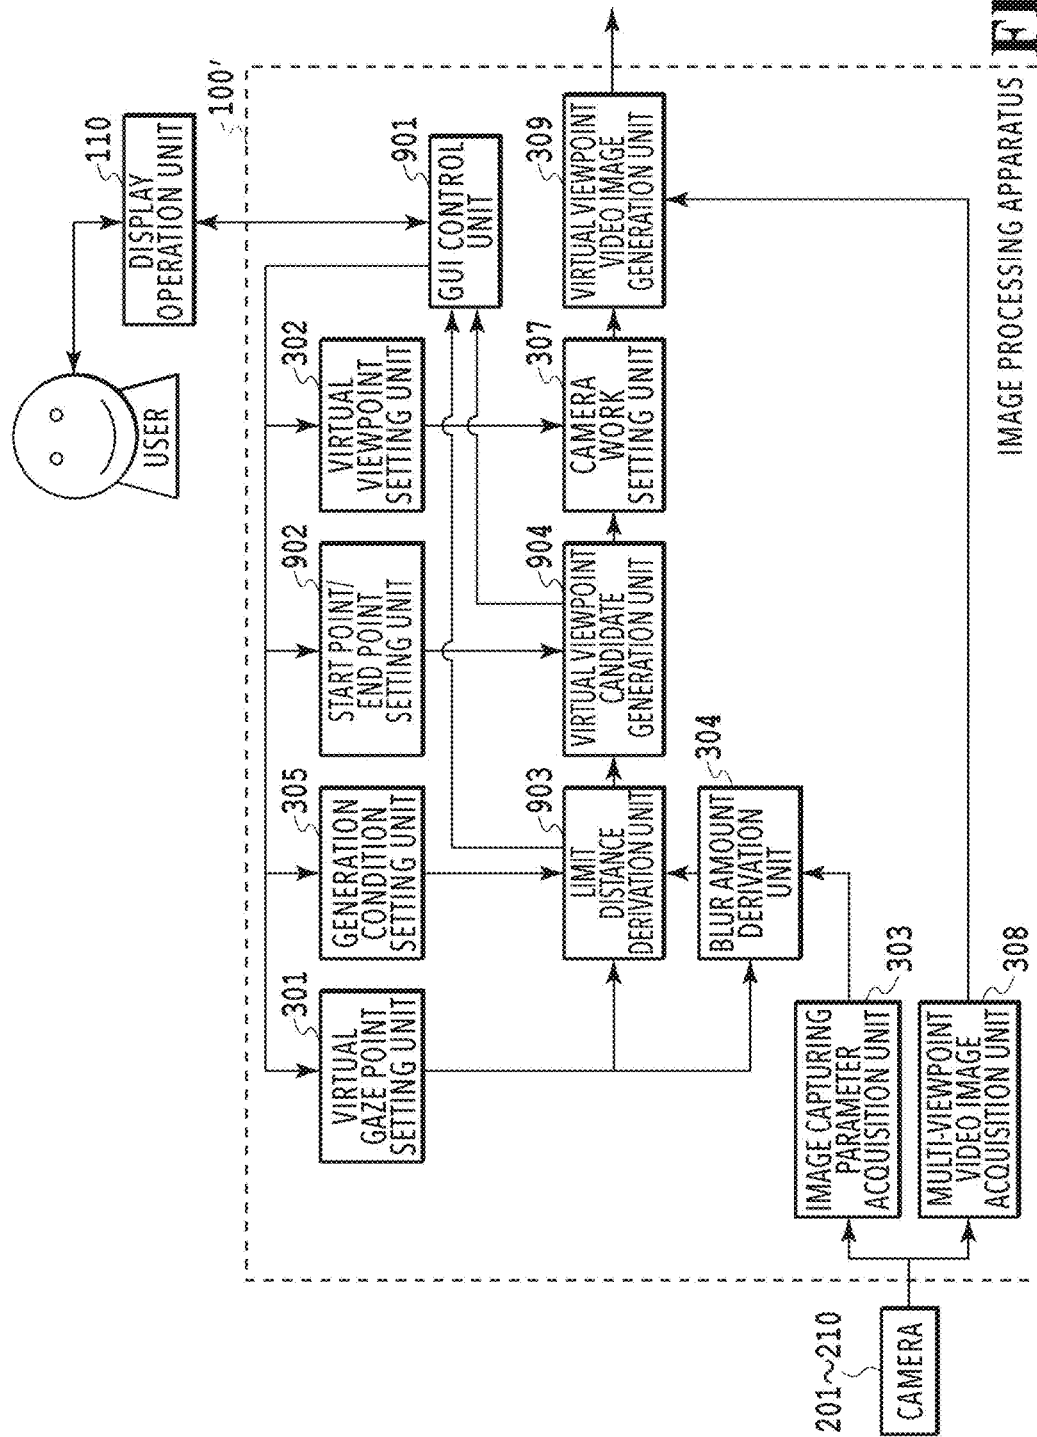 USER
110
DISPLAY
OPERATION UNIT
100'
301
VIRTUAL
GAZE POINT
SETTING UNIT
305
GENERATION
CONDITION
SETTING UNIT
902
START POINT/
END POINT
SETTING UNIT
302
VIRTUAL
VIEWPOINT
SETTING UNIT
901
GUI CONTROL
UNIT
903
LIMIT
DISTANCE
DERIVATION UNIT
904
VIRTUAL VIEWPOINT
CANDIDATE
GENERATION UNIT
307
CAMERA
WORK
SETTING UNIT
309
VIRTUAL VIEWPOINT
VIDEO IMAGE
GENERATION UNIT
304
BLUR AMOUNT
DERIVATION
UNIT
303
IMAGE CAPTURING
PARAMETER
ACQUISITION UNIT
308
MULTI-VIEWPOINT
VIDEO IMAGE
ACQUISITION UNIT
201~210
CAMERA
IMAGE PROCESSING APPARATUS